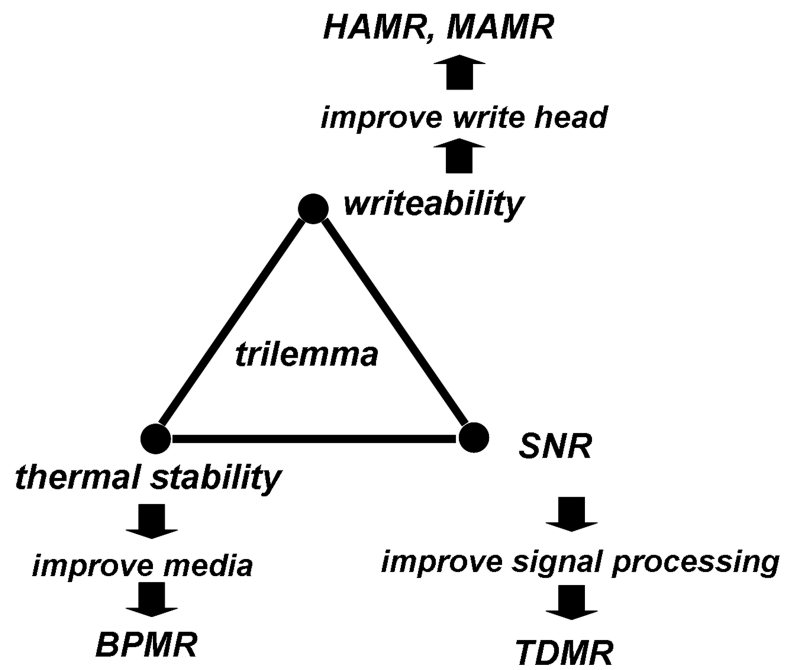 HAMR, MAMR
improve write head
writeability
trilemma
SNR
thermal stability
improve signal processing
improve media
BPMR
TDMR